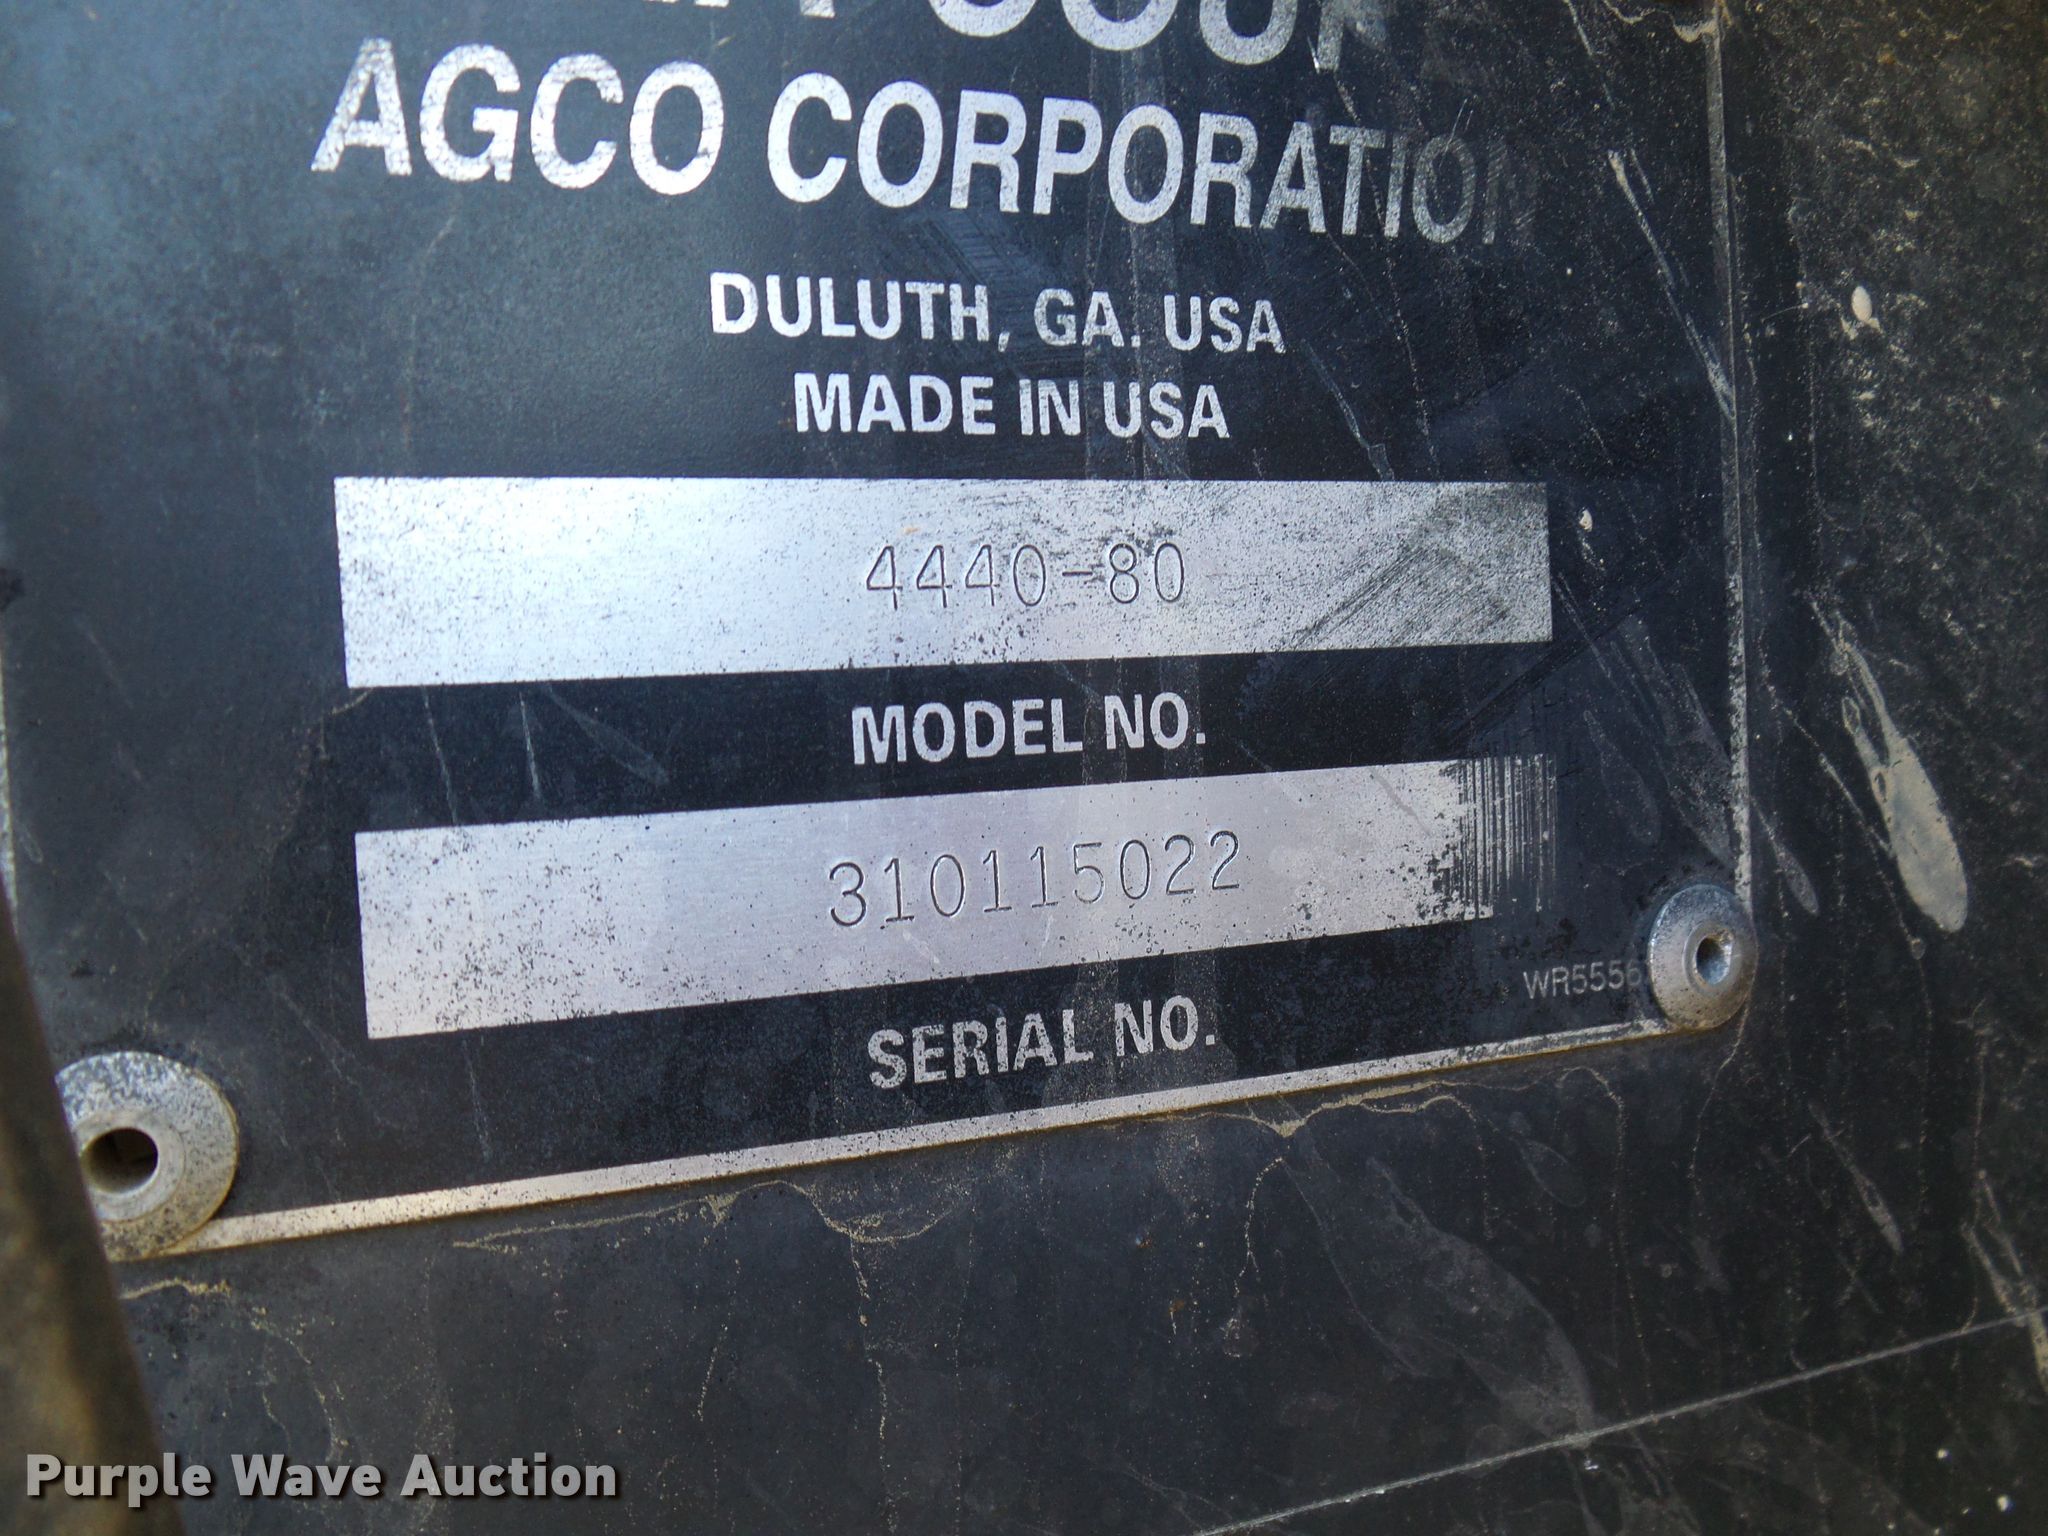 AGCO CORPORATION
DULUTH, GA. USA
MADE IN USA
4440-80
MODEL NO.
310115022
SERIAL NO.
Purple Wave Auction